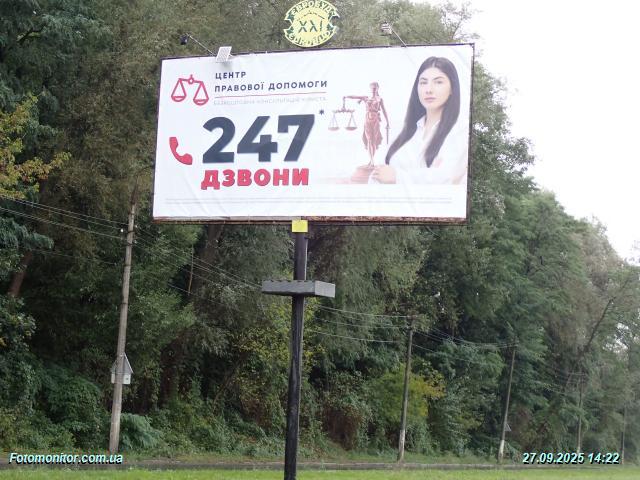 ЄВРОБУД
XXI
ЦЕНТР
ПРАВОВОЇ ДОПОМОГИ
БЕЗКОШТОВНА КОНСУЛЬТАЦІЯ ЮРИСТА
247*
ДЗВОНИ
Fotomonitor.com.ua
27.09.2025 14:22